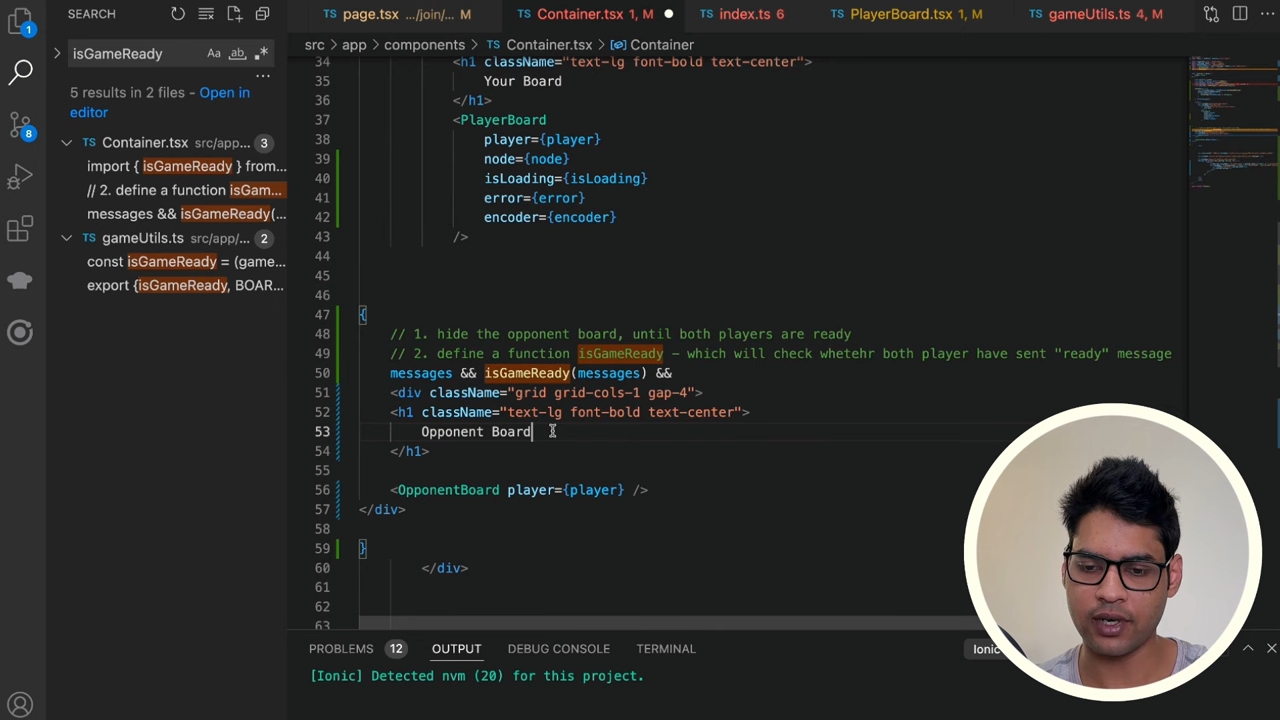 SEARCH
isGameReady
Aa ab .*
5 results in 2 files - Open in
editor
TS Container.tsx src/app... 3
import { isGameReady } from...
// 2. define a function isGam...
messages && isGameReady(...
TS gameUtils.ts src/app/... 2
const isGameReady = (game...
export {isGameReady, BOAR...
1
8
TS page.tsx .../join/... M
TS Container.tsx 1, M
TS index.ts 6
TS PlayerBoard.tsx 1, M
TS gameUtils.ts 4, M
src > app > components > TS Container.tsx > Container
34 <h1 className="text-lg font-bold text-center">
35 Your Board
36 </h1>
37 <PlayerBoard
38 player={player}
39 node={node}
40 isLoading={isLoading}
41 error={error}
42 encoder={encoder}
43 />
44
45
46
47 {
48 // 1. hide the opponent board, until both players are ready
49 // 2. define a function isGameReady - which will check whetehr both player have sent "ready" message
50 messages && isGameReady(messages) &&
51 <div className="grid grid-cols-1 gap-4">
52 <h1 className="text-lg font-bold text-center">
53 Opponent Board
54 </h1>
55
56 <OpponentBoard player={player} />
57 </div>
58
59 }
60 </div>
61
62
63
PROBLEMS 12 OUTPUT DEBUG CONSOLE TERMINAL
Ionic
[Ionic] Detected nvm (20) for this project.